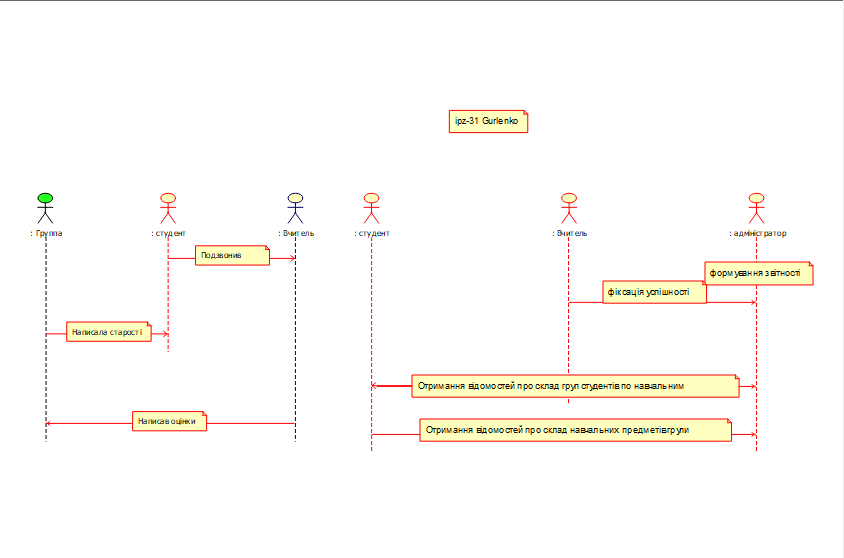 ipz-31 Gurlenko
: Группа
: студент
: Вчитель
: студент
: Вчитель
: адміністратор
Подзвонив
формування звітності
фіксація успішності
Написала старості
Отримання відомостей про склад груп студентів по навчальним
Написав оцінки
Отримання відомостей про склад навчальних предметів групи